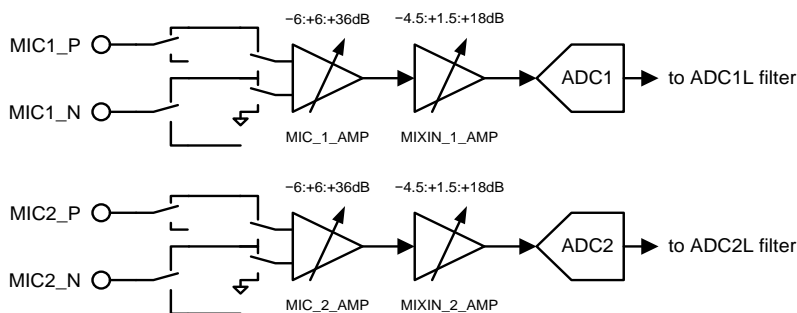 −6:+6:+36dB −4.5:+1.5:+18dB
MIC1_P
ADC1 to ADC1L filter
MIC1_N
MIC_1_AMP MIXIN_1_AMP
−6:+6:+36dB −4.5:+1.5:+18dB
MIC2_P
ADC2 to ADC2L filter
MIC2_N
MIC_2_AMP MIXIN_2_AMP